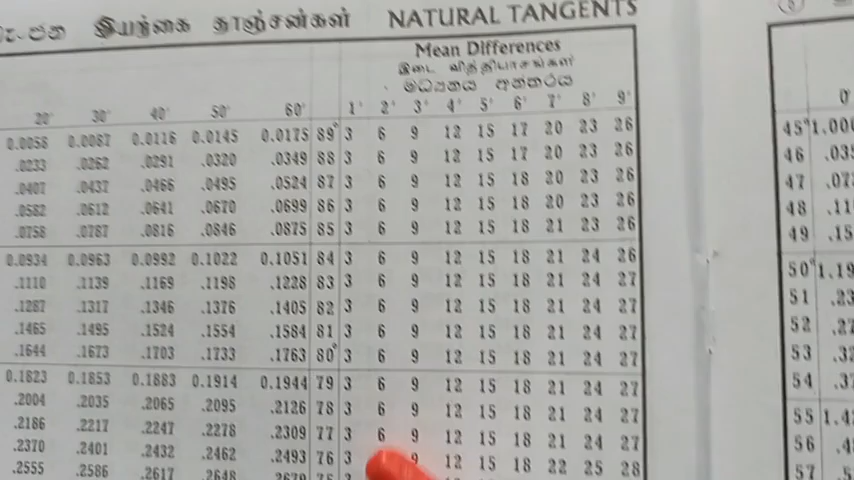 இயற்கை தாஞ்சன்கள் NATURAL TANGENTS
Mean Differences
இடை வித்தியாசங்கள்
මධ්‍යන්‍ය අන්තරය
20' 30' 40' 50' 60' 1' 2' 3' 4' 5' 6' 7' 8' 9'
0.0058 0.0087 0.0116 0.0145 0.0175 89° 3 6 9 12 15 17 20 23 26 45°
.0233 .0262 .0291 .0320 .0349 88 3 6 9 12 15 17 20 23 26 46
.0407 .0437 .0466 .0495 .0524 87 3 6 9 12 15 18 20 23 26 47
.0582 .0612 .0641 .0670 .0699 86 3 6 9 12 15 18 20 23 26 48
.0758 .0787 .0816 .0846 .0875 85 3 6 9 12 15 18 21 23 26 49
0.0934 0.0963 0.0992 0.1022 0.1051 84 3 6 9 12 15 18 21 24 26 50°
.1110 .1139 .1169 .1198 .1228 83 3 6 9 12 15 18 21 24 27 51
.1287 .1317 .1346 .1376 .1405 82 3 6 9 12 15 18 21 24 27 52
.1465 .1495 .1524 .1554 .1584 81 3 6 9 12 15 18 21 24 27 53
.1644 .1673 .1703 .1733 .1763 80° 3 6 9 12 15 18 21 24 27 54
0.1823 0.1853 0.1883 0.1914 0.1944 79 3 6 9 12 15 18 21 24 27 55
.2004 .2035 .2065 .2095 .2126 78 3 6 9 12 15 18 21 24 27 56
.2186 .2217 .2247 .2278 .2309 77 3 6 9 12 15 18 21 24 27 57
.2370 .2401 .2432 .2462 .2493 76 3 9 12 15 18 22 25 28
.2555 .2586 .2617 .2648